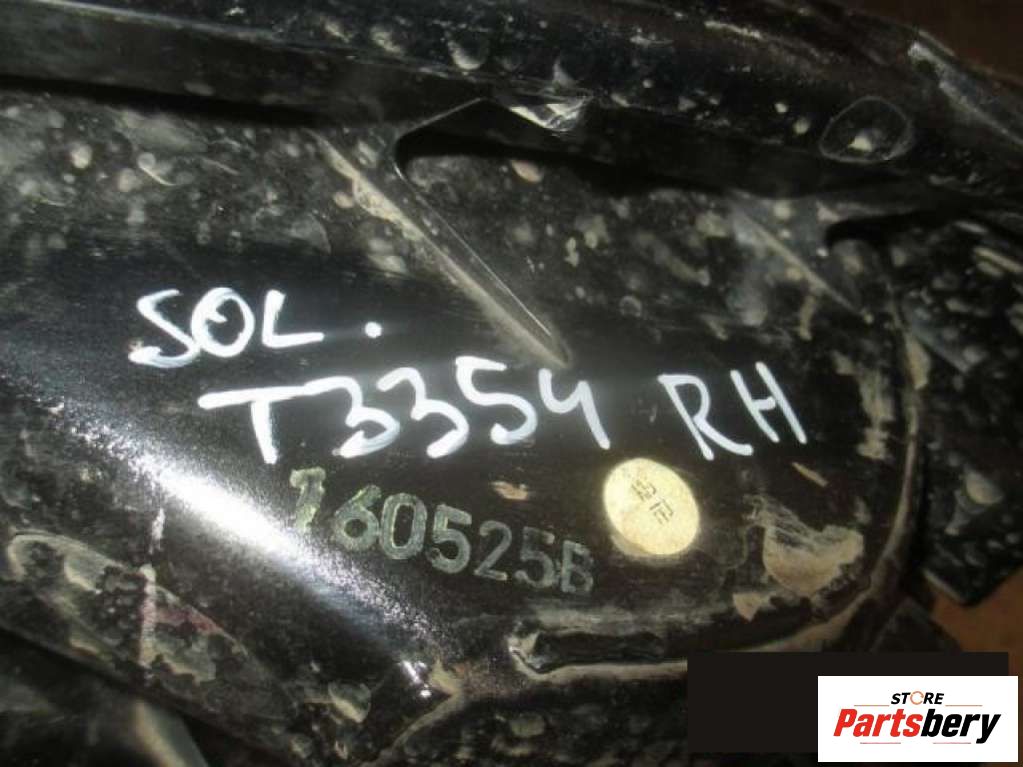 SOL.
T3354 RH
160525B
STORE
Partsbery